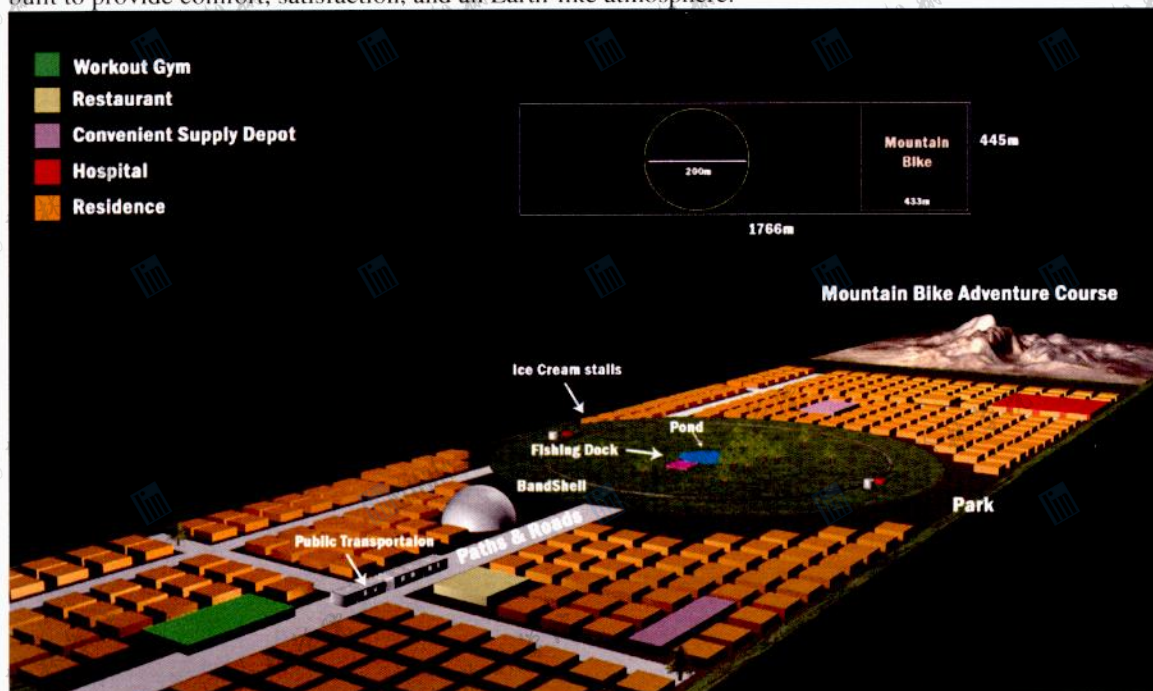 built to provide comfort, satisfaction, and an Earth-like atmosphere.
Workout Gym
Restaurant
Convenient Supply Depot
Hospital
Residence
Mountain
Bike
445m
200m
433m
1766m
Mountain Bike Adventure Course
Ice Cream stalls
Pond
Fishing Dock
BandShell
Park
Paths & Roads
Public Transportaion